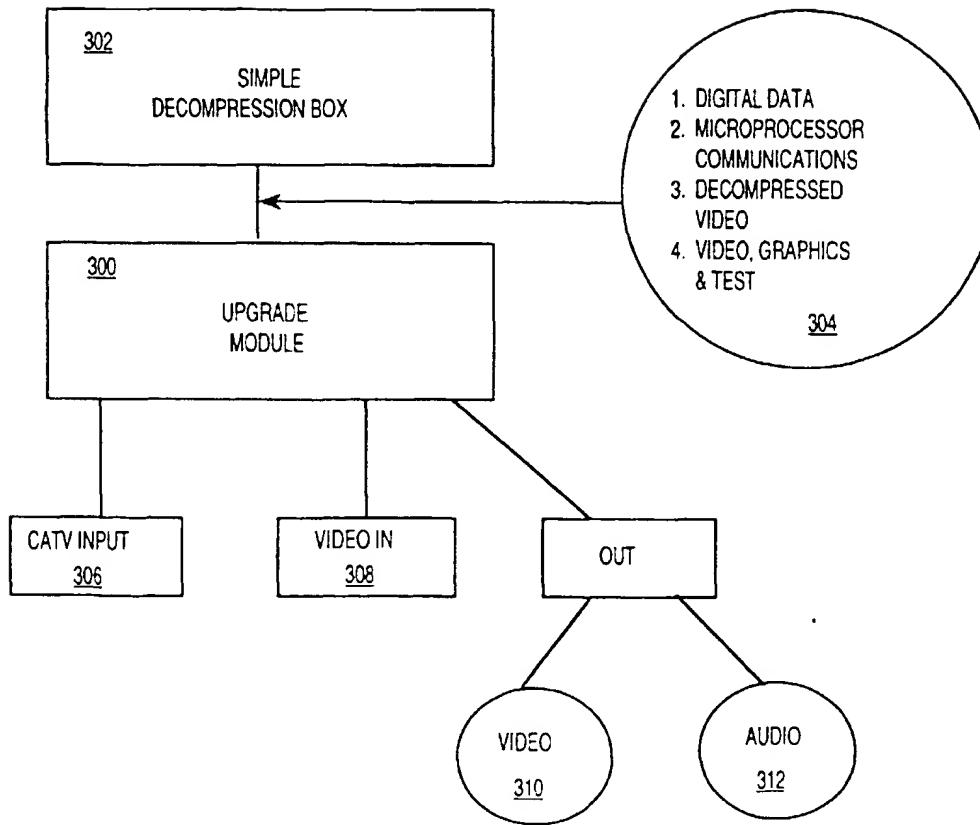 302
SIMPLE
DECOMPRESSION BOX
1. DIGITAL DATA
2. MICROPROCESSOR
COMMUNICATIONS
3. DECOMPRESSED
VIDEO
4. VIDEO, GRAPHICS
& TEST
304
300
UPGRADE
MODULE
CATV INPUT
306
VIDEO IN
308
OUT
VIDEO
310
AUDIO
312